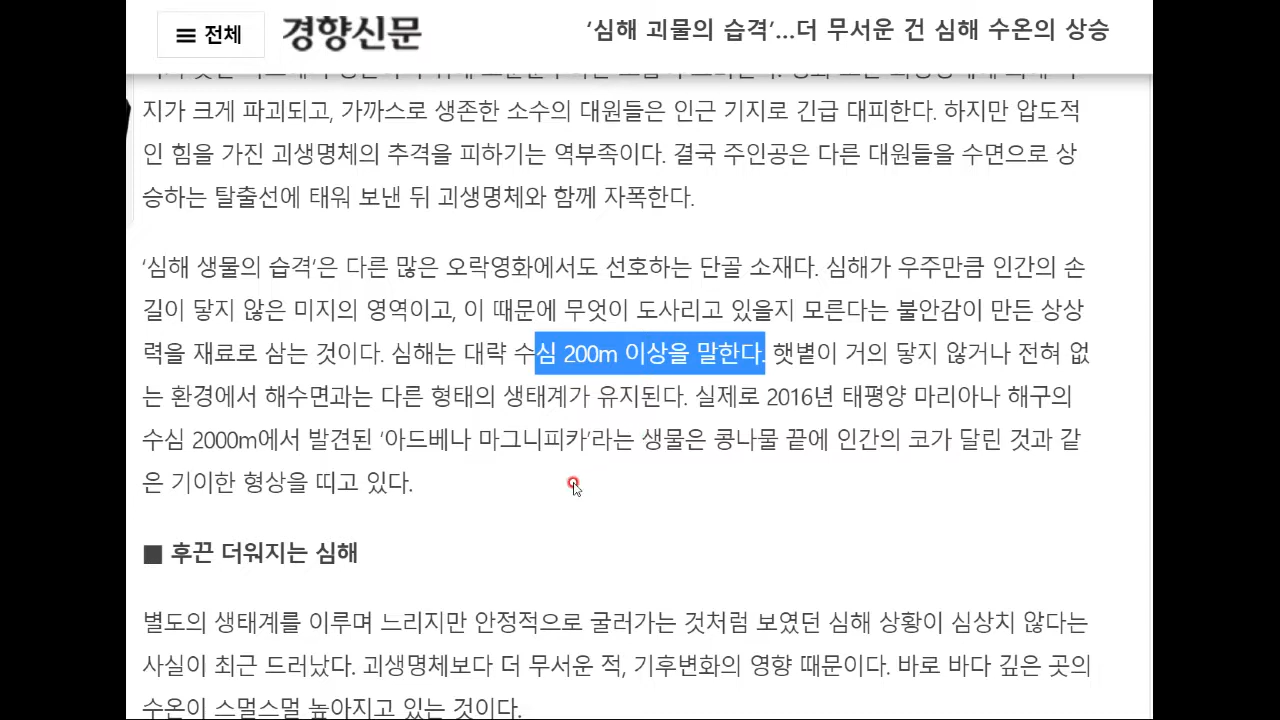 전체
경향신문
‘심해 괴물의 습격’...더 무서운 건 심해 수온의 상승
지가 크게 파괴되고, 가까스로 생존한 소수의 대원들은 인근 기지로 긴급 대피한다. 하지만 압도적
인 힘을 가진 괴생명체의 추격을 피하기는 역부족이다. 결국 주인공은 다른 대원들을 수면으로 상
승하는 탈출선에 태워 보낸 뒤 괴생명체와 함께 자폭한다.
‘심해 생물의 습격’은 다른 많은 오락영화에서도 선호하는 단골 소재다. 심해가 우주만큼 인간의 손
길이 닿지 않은 미지의 영역이고, 이 때문에 무엇이 도사리고 있을지 모른다는 불안감이 만든 상상
력을 재료로 삼는 것이다. 심해는 대략 수심 200m 이상을 말한다. 햇볕이 거의 닿지 않거나 전혀 없
는 환경에서 해수면과는 다른 형태의 생태계가 유지된다. 실제로 2016년 태평양 마리아나 해구의
수심 2000m에서 발견된 ‘아드베나 마그니피카’라는 생물은 콩나물 끝에 인간의 코가 달린 것과 같
은 기이한 형상을 띠고 있다.
■ 후끈 더워지는 심해
별도의 생태계를 이루며 느리지만 안정적으로 굴러가는 것처럼 보였던 심해 상황이 심상치 않다는
사실이 최근 드러났다. 괴생명체보다 더 무서운 적, 기후변화의 영향 때문이다. 바로 바다 깊은 곳의
수온이 스멀스멀 높아지고 있는 것이다.